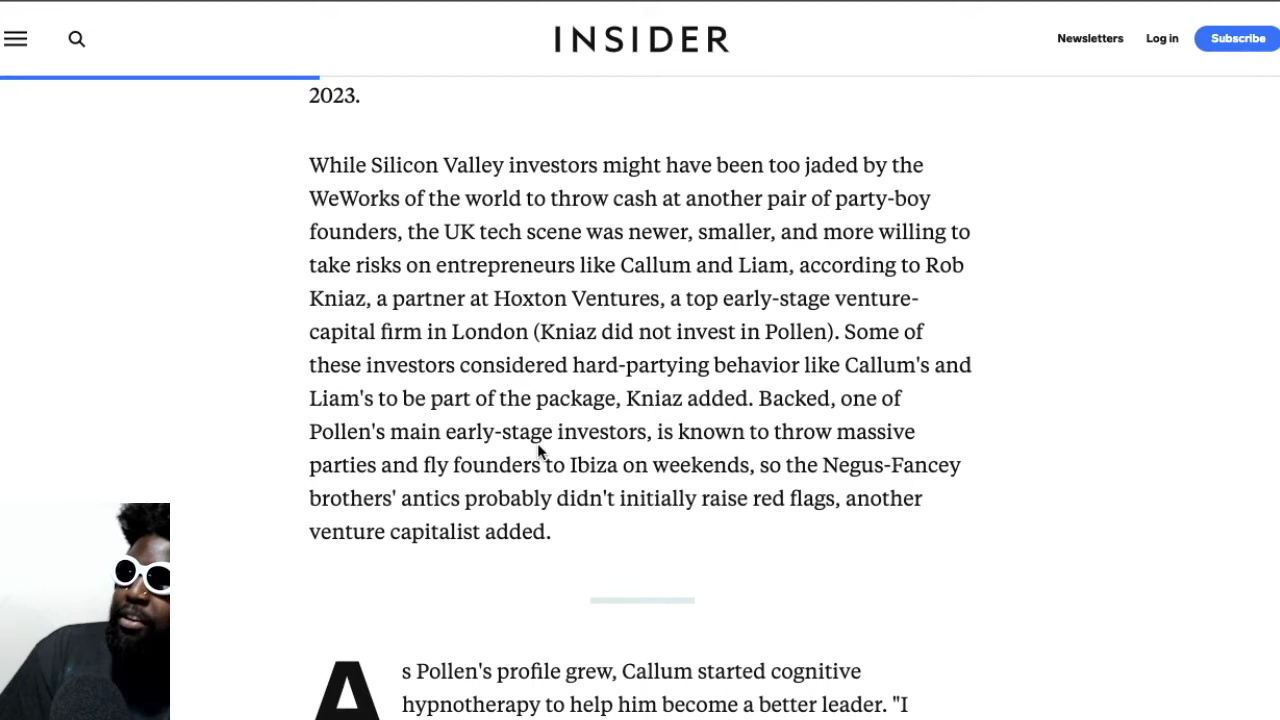 INSIDER
Newsletters
Log in
Subscribe
2023.
While Silicon Valley investors might have been too jaded by the
WeWorks of the world to throw cash at another pair of party-boy
founders, the UK tech scene was newer, smaller, and more willing to
take risks on entrepreneurs like Callum and Liam, according to Rob
Kniaz, a partner at Hoxton Ventures, a top early-stage venture-
capital firm in London (Kniaz did not invest in Pollen). Some of
these investors considered hard-partying behavior like Callum's and
Liam's to be part of the package, Kniaz added. Backed, one of
Pollen's main early-stage investors, is known to throw massive
parties and fly founders to Ibiza on weekends, so the Negus-Fancey
brothers' antics probably didn't initially raise red flags, another
venture capitalist added.
As Pollen's profile grew, Callum started cognitive
hypnotherapy to help him become a better leader. "I